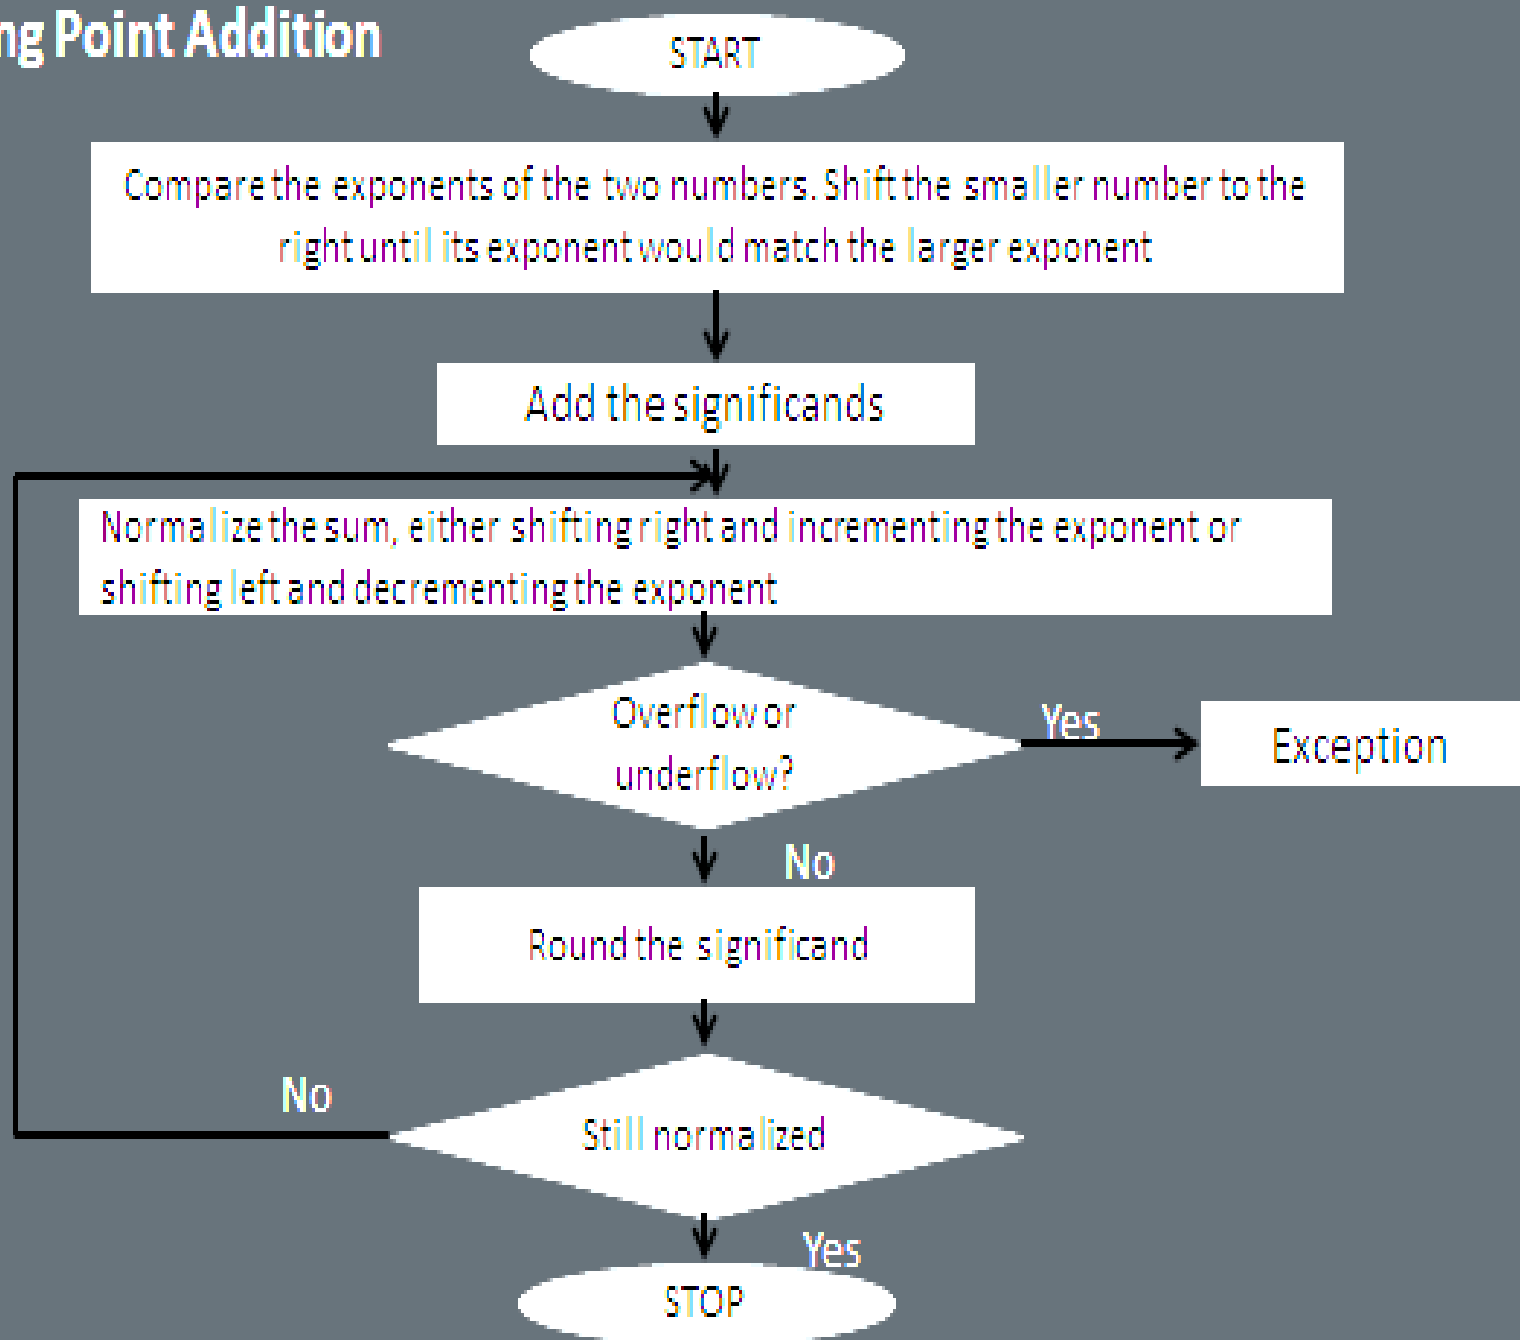 ng Point Addition
START
Compare the exponents of the two numbers. Shift the smaller number to the
right until its exponent would match the larger exponent
Add the significands
Normalize the sum, either shifting right and incrementing the exponent or
shifting left and decrementing the exponent
Overflow or
underflow?
Yes
Exception
No
Round the significand
No
Still normalized
Yes
STOP